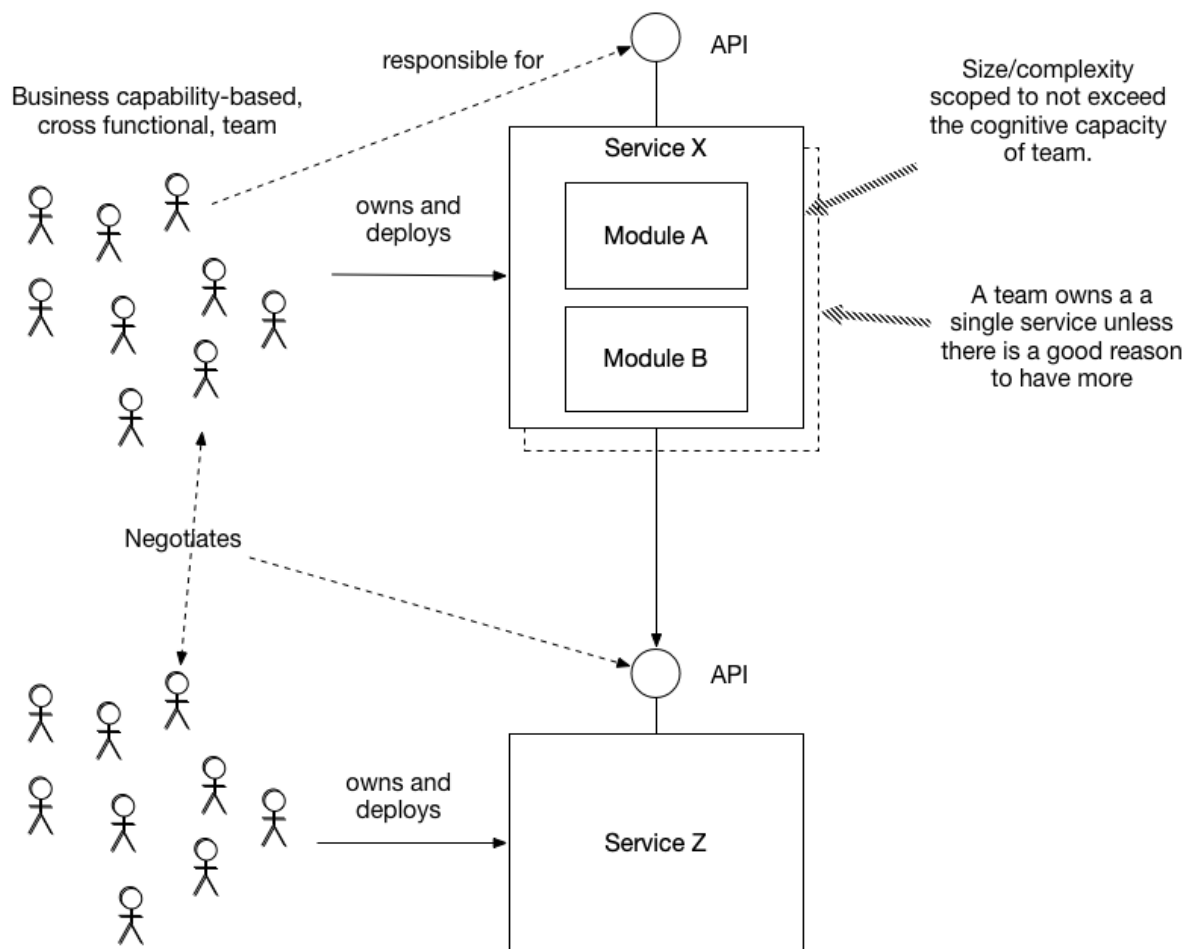 responsible for
API
Business capability-based,
cross functional, team
Size/complexity
scoped to not exceed
the cognitive capacity
of team.
Service X
owns and
deploys
Module A
Module B
A team owns a a
single service unless
there is a good reason
to have more
Negotiates
API
owns and
deploys
Service Z